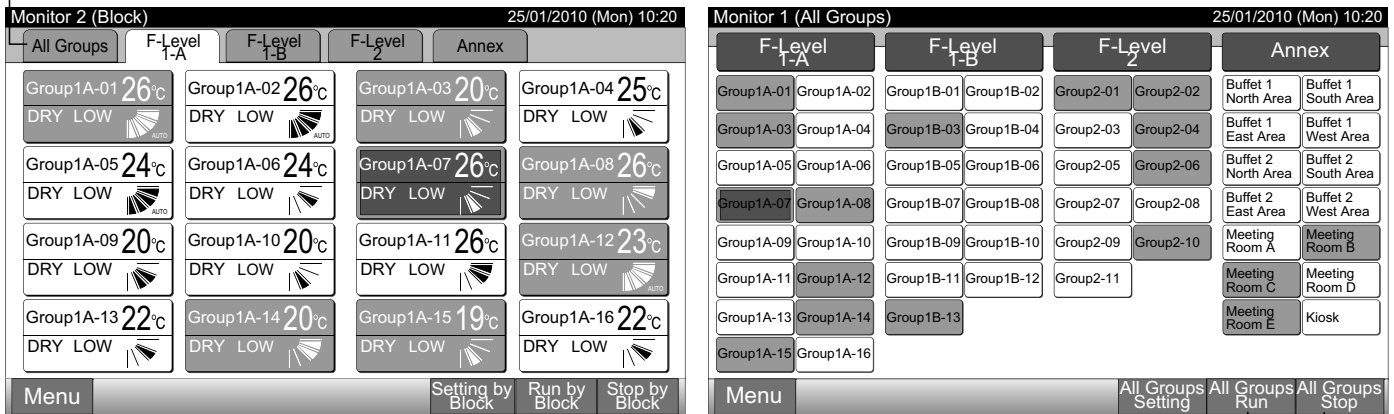 Monitor 2 (Block) 25/01/2010 (Mon) 10:20
All Groups F-Level 1-A F-Level 1-B F-Level 2 Annex
Group1A-01 26°C Group1A-02 26°C Group1A-03 20°C Group1A-04 25°C
DRY LOW AUTO DRY LOW AUTO DRY LOW DRY LOW
Group1A-05 24°C Group1A-06 24°C Group1A-07 26°C Group1A-08 26°C
DRY LOW AUTO DRY LOW DRY LOW DRY LOW
Group1A-09 20°C Group1A-10 20°C Group1A-11 26°C Group1A-12 23°C
DRY LOW DRY LOW DRY LOW DRY LOW AUTO
Group1A-13 22°C Group1A-14 20°C Group1A-15 19°C Group1A-16 22°C
DRY LOW DRY LOW DRY LOW DRY LOW
Menu Setting by Block Run by Block Stop by Block
Monitor 1 (All Groups) 25/01/2010 (Mon) 10:20
F-Level 1-A F-Level 1-B F-Level 2 Annex
Group1A-01 Group1A-02 Group1B-01 Group1B-02 Group2-01 Group2-02 Buffet 1 North Area Buffet 1 South Area
Group1A-03 Group1A-04 Group1B-03 Group1B-04 Group2-03 Group2-04 Buffet 1 East Area Buffet 1 West Area
Group1A-05 Group1A-06 Group1B-05 Group1B-06 Group2-05 Group2-06 Buffet 2 North Area Buffet 2 South Area
Group1A-07 Group1A-08 Group1B-07 Group1B-08 Group2-07 Group2-08 Buffet 2 East Area Buffet 2 West Area
Group1A-09 Group1A-10 Group1B-09 Group1B-10 Group2-09 Group2-10 Meeting Room A Meeting Room B
Group1A-11 Group1A-12 Group1B-11 Group1B-12 Group2-11 Meeting Room C Meeting Room D
Group1A-13 Group1A-14 Group1B-13 Meeting Room E Kiosk
Group1A-15 Group1A-16
Menu All Groups Setting All Groups Run All Groups Stop